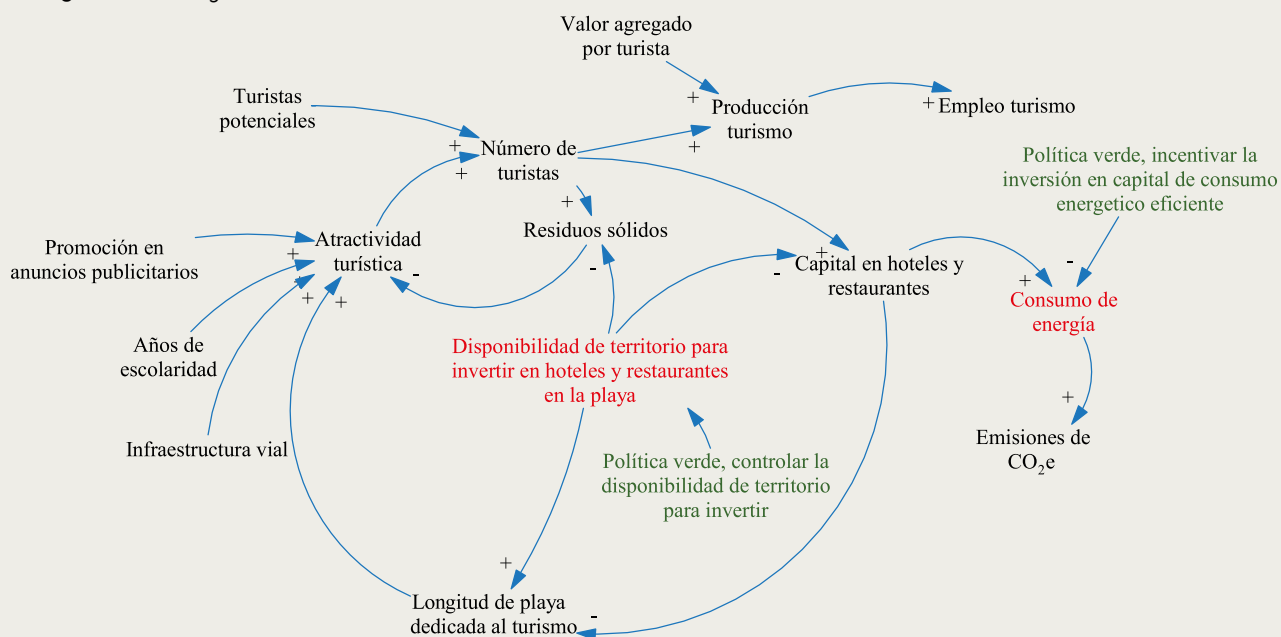 Valor agregado
por turista
Turistas
potenciales
+
Producción
turismo
+ Empleo turismo
+
Número de
turistas
+
+
+
Política verde, incentivar la
inversión en capital de consumo
energetico eficiente
Residuos sólidos
Promoción en
anuncios publicitarios
Atractividad
turística
+
-
-
-
+
Capital en hoteles y
restaurantes
-
+
Consumo de
energía
+
+
+
Años de
escolaridad
Disponibilidad de territorio para
invertir en hoteles y restaurantes
en la playa
+
Infraestructura vial
Política verde, controlar la
disponibilidad de territorio
para invertir
Emisiones de
CO₂e
+
Longitud de playa
dedicada al turismo
-